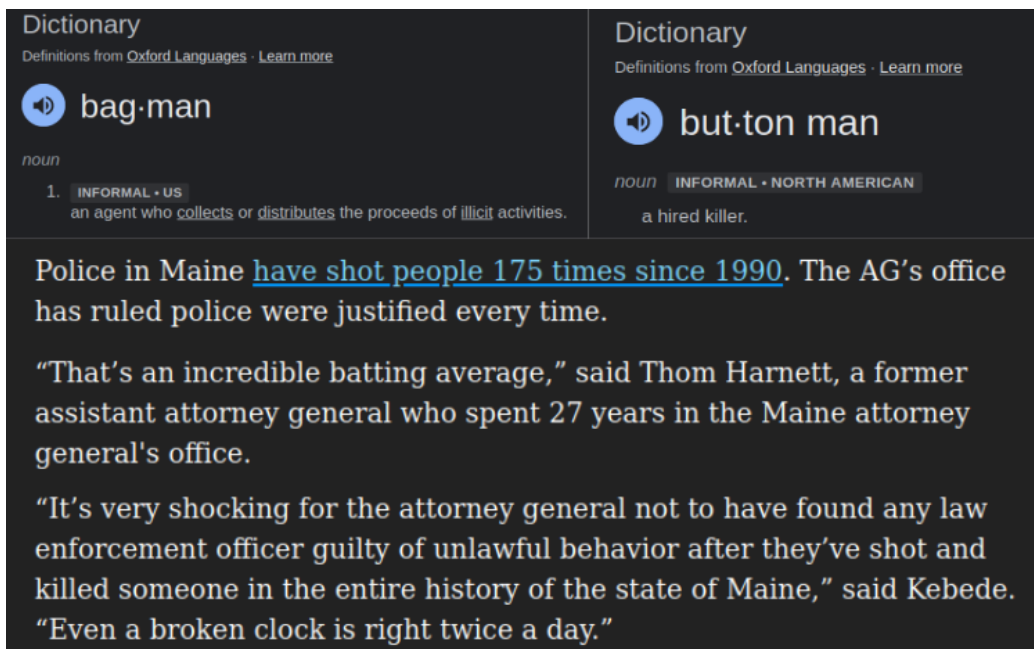 Dictionary
Definitions from Oxford Languages · Learn more
bag·man
noun
1. INFORMAL • US
an agent who collects or distributes the proceeds of illicit activities.
Dictionary
Definitions from Oxford Languages · Learn more
but·ton man
noun INFORMAL • NORTH AMERICAN
a hired killer.
Police in Maine have shot people 175 times since 1990. The AG’s office
has ruled police were justified every time.
“That’s an incredible batting average,” said Thom Harnett, a former
assistant attorney general who spent 27 years in the Maine attorney
general's office.
“It’s very shocking for the attorney general not to have found any law
enforcement officer guilty of unlawful behavior after they’ve shot and
killed someone in the entire history of the state of Maine,” said Kebede.
“Even a broken clock is right twice a day.”